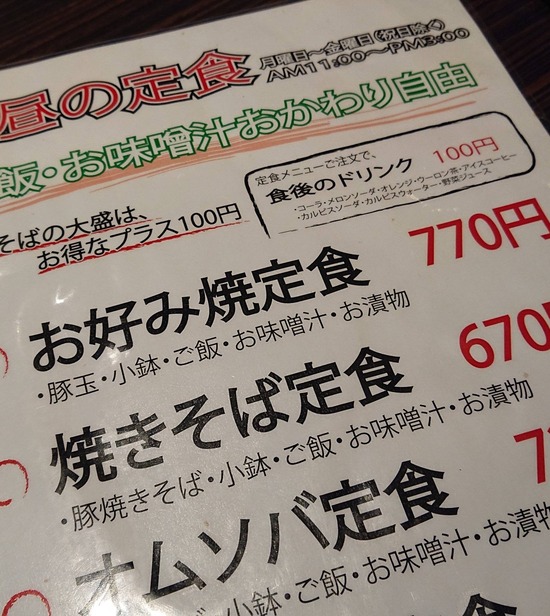 昼の定食
月曜日～金曜日(祝日除く)
AM11:00～PM3:00
飯・お味噌汁おかわり自由
そばの大盛は、
お得なプラス100円
定食メニューご注文で、
食後のドリンク 100円
・コーラ・メロンソーダ・オレンジ・ウーロン茶・アイスコーヒー
・カルピスソーダ・カルピスウォーター・野菜ジュース
お好み焼定食 770円
・豚玉・小鉢・ご飯・お味噌汁・お漬物
焼きそば定食 670
・豚焼きそば・小鉢・ご飯・お味噌汁・お漬物
オムソバ定食 7
小鉢・ご飯・お味噌汁・お漬物